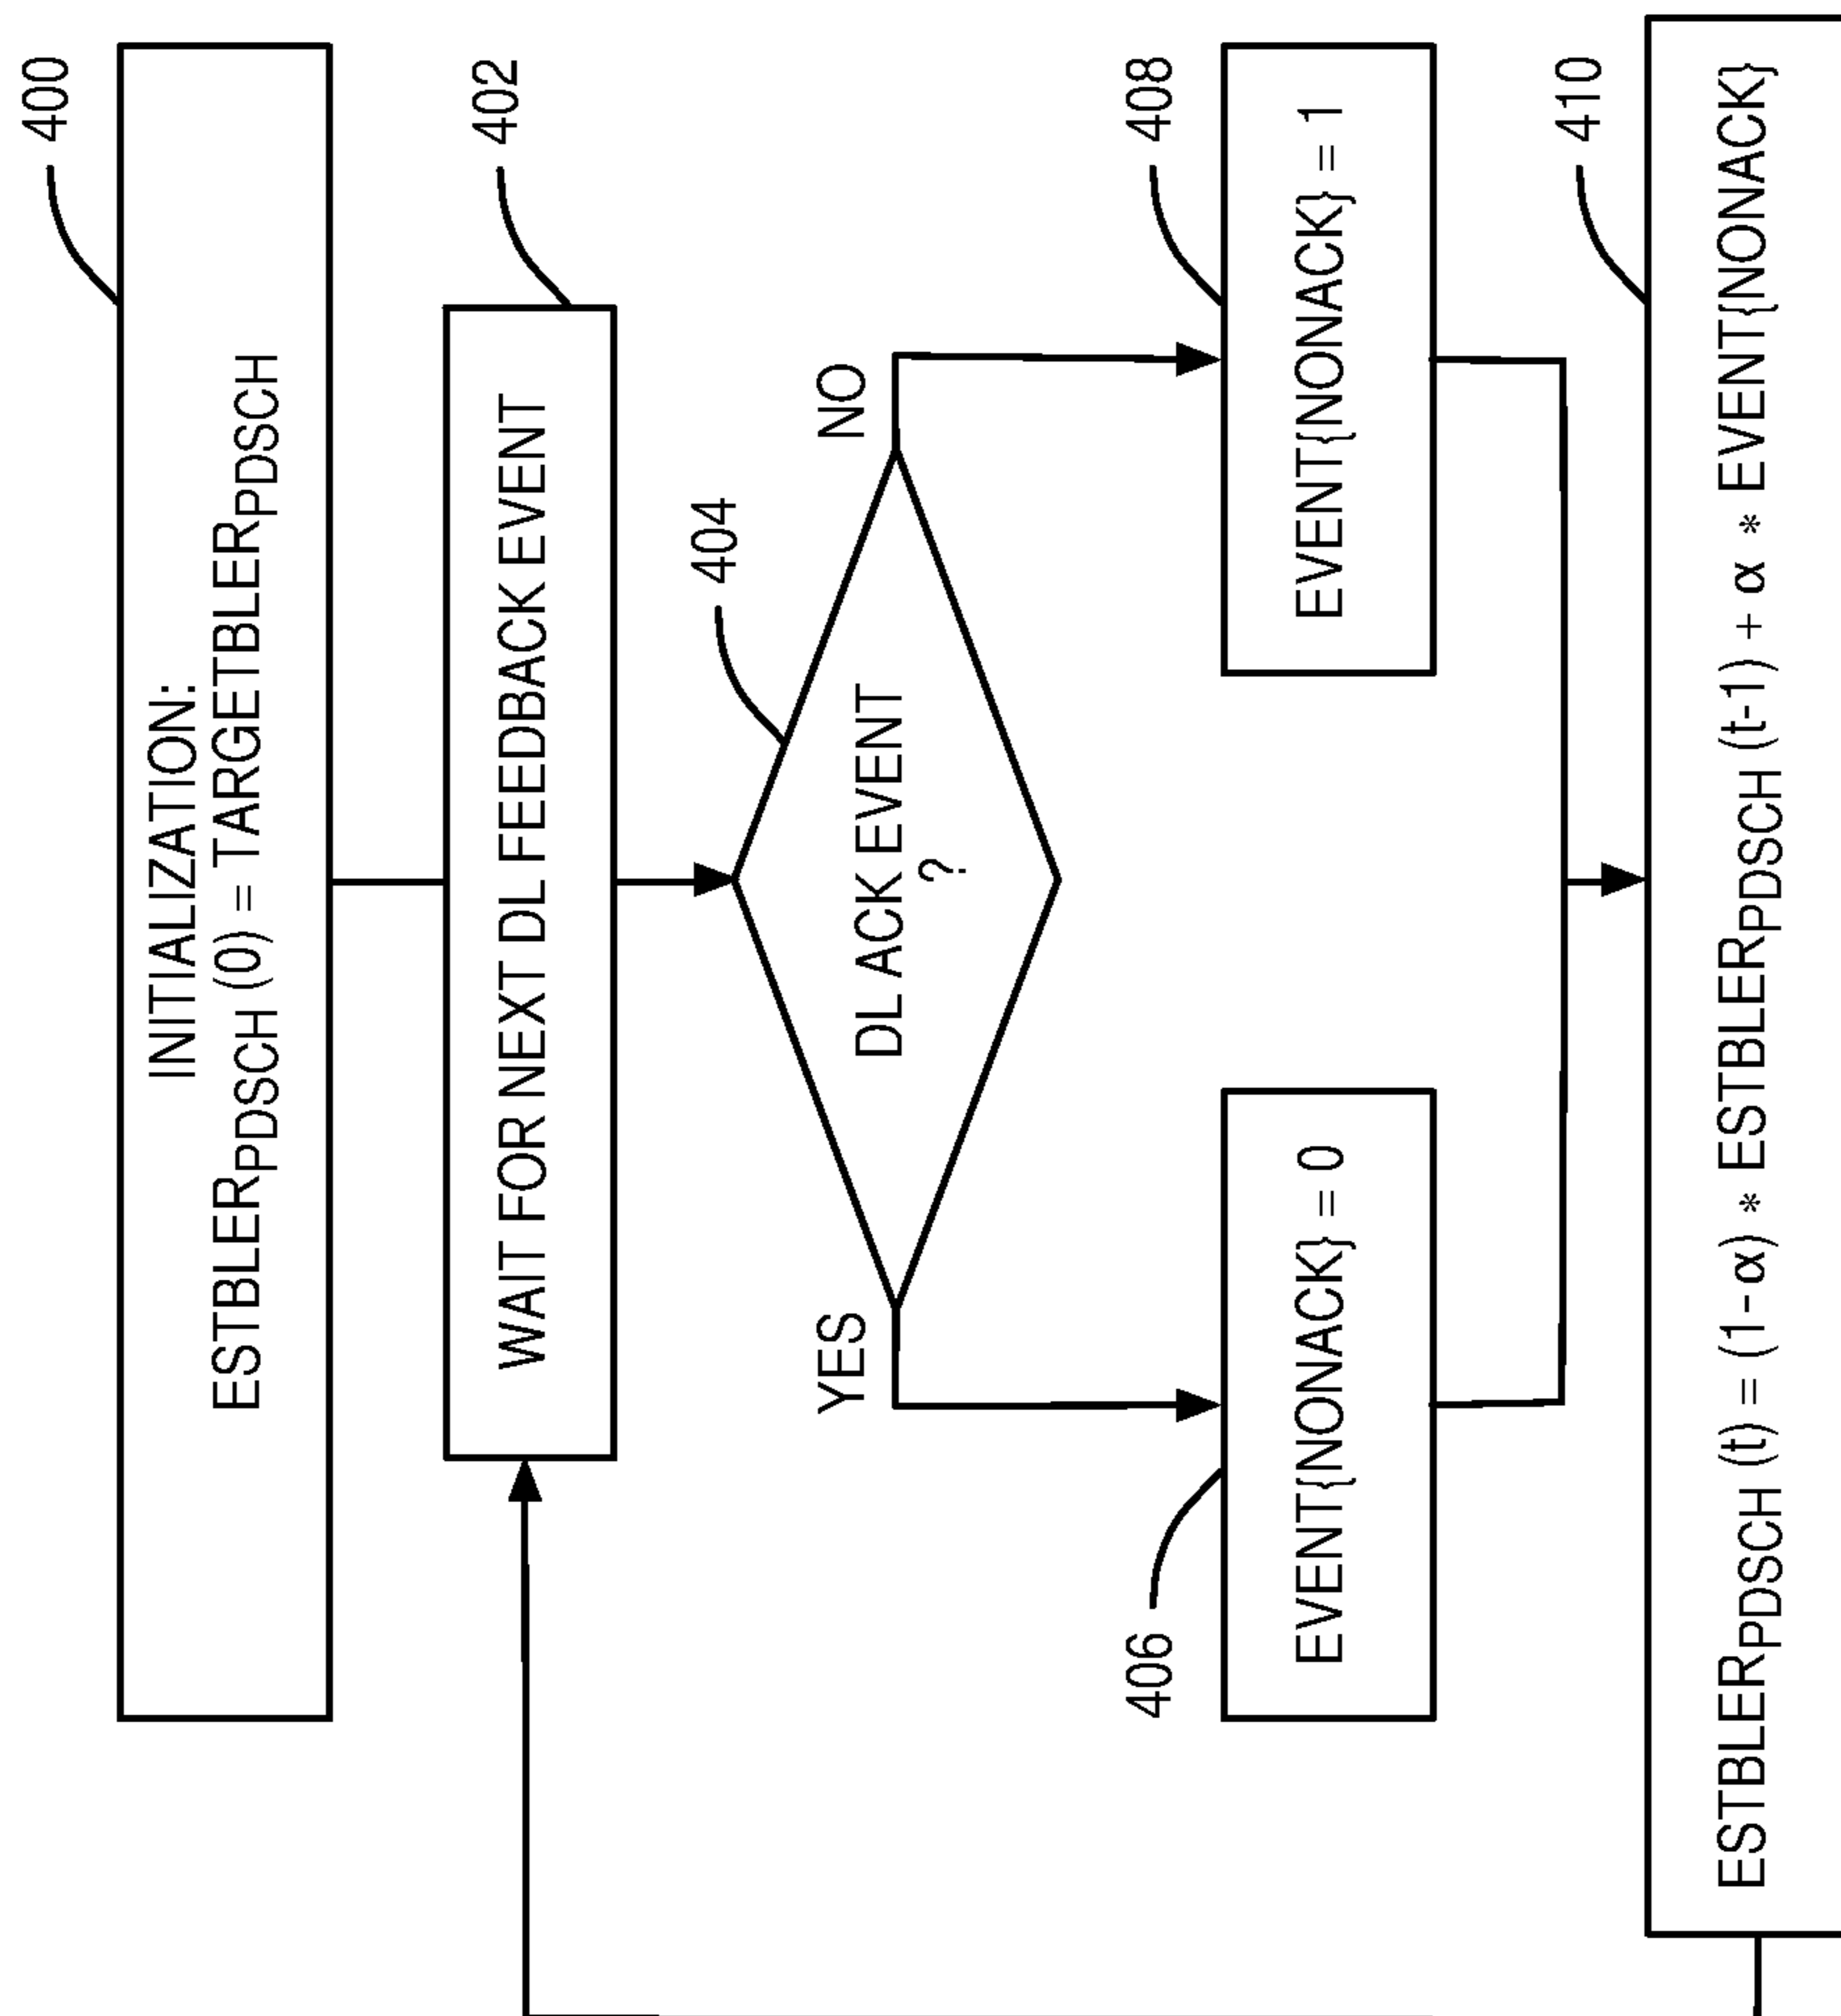 400
INITIALIZATION:
ESTBLERPDSCH (0) = TARGETBLERPDSCH
402
WAIT FOR NEXT DL FEEDBACK EVENT
404
DL ACK EVENT
?
YES
NO
406
EVENT{NONACK} = 0
408
EVENT{NONACK} = 1
410
ESTBLERPDSCH (t) = (1-α) * ESTBLERPDSCH (t-1) + α * EVENT{NONACK}